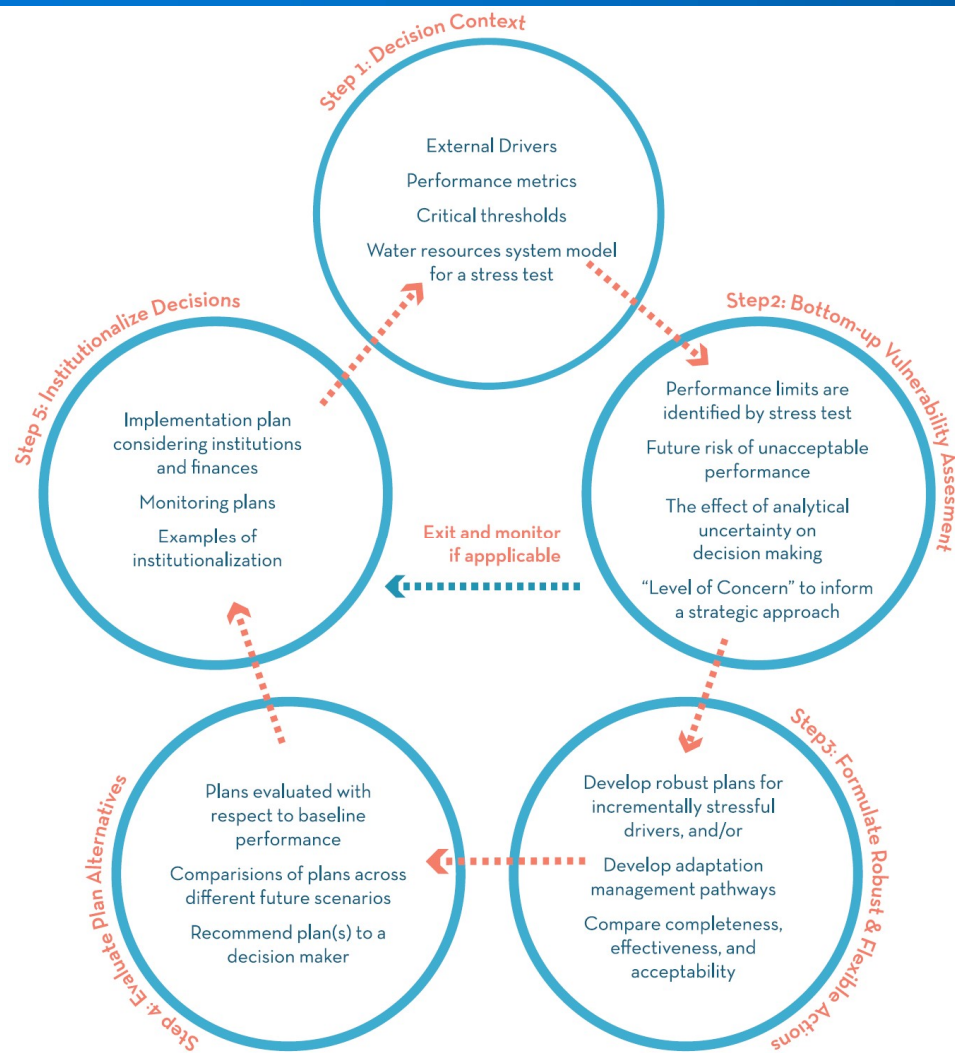 Step 1: Decision Context
External Drivers
Performance metrics
Critical thresholds
Water resources system model
for a stress test
Step2: Bottom-up Vulnerability Assesment
Performance limits are
identified by stress test
Future risk of unacceptable
performance
The effect of analytical
uncertainty on
decision making
“Level of Concern” to inform
a strategic approach
Step 5: Institutionalize Decisions
Implementation plan
considering institutions
and finances
Monitoring plans
Examples of
institutionalization
Exit and monitor
if appplicable
Step3: Formulate Robust & Flexible Actions
Develop robust plans for
incrementally stressful
drivers, and/or
Develop adaptation
management pathways
Compare completeness,
effectiveness, and
acceptability
Step 4: Evaluate Plan Alternatives
Plans evaluated with
respect to baseline
performance
Comparisions of plans across
different future scenarios
Recommend plan(s) to a
decision maker